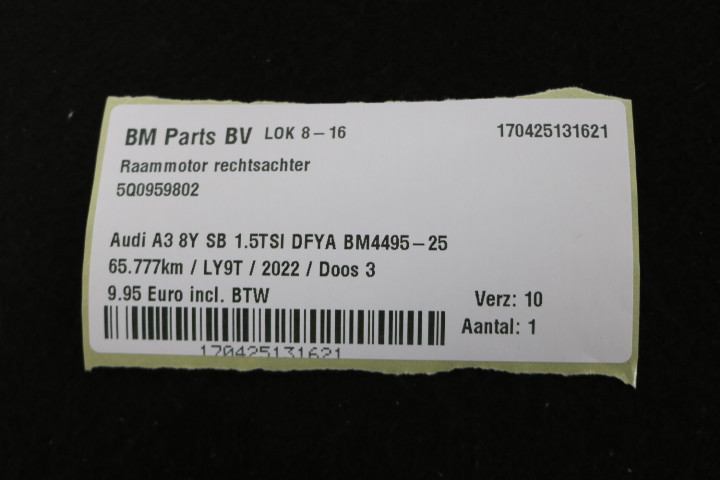 BM Parts BV LOK 8-16 170425131621
Raammotor rechtsachter
5Q0959802
Audi A3 8Y SB 1.5TSI DFYA BM4495-25
65.777km / LY9T / 2022 / Doos 3
9.95 Euro incl. BTW Verz: 10
Aantal: 1
170425131621